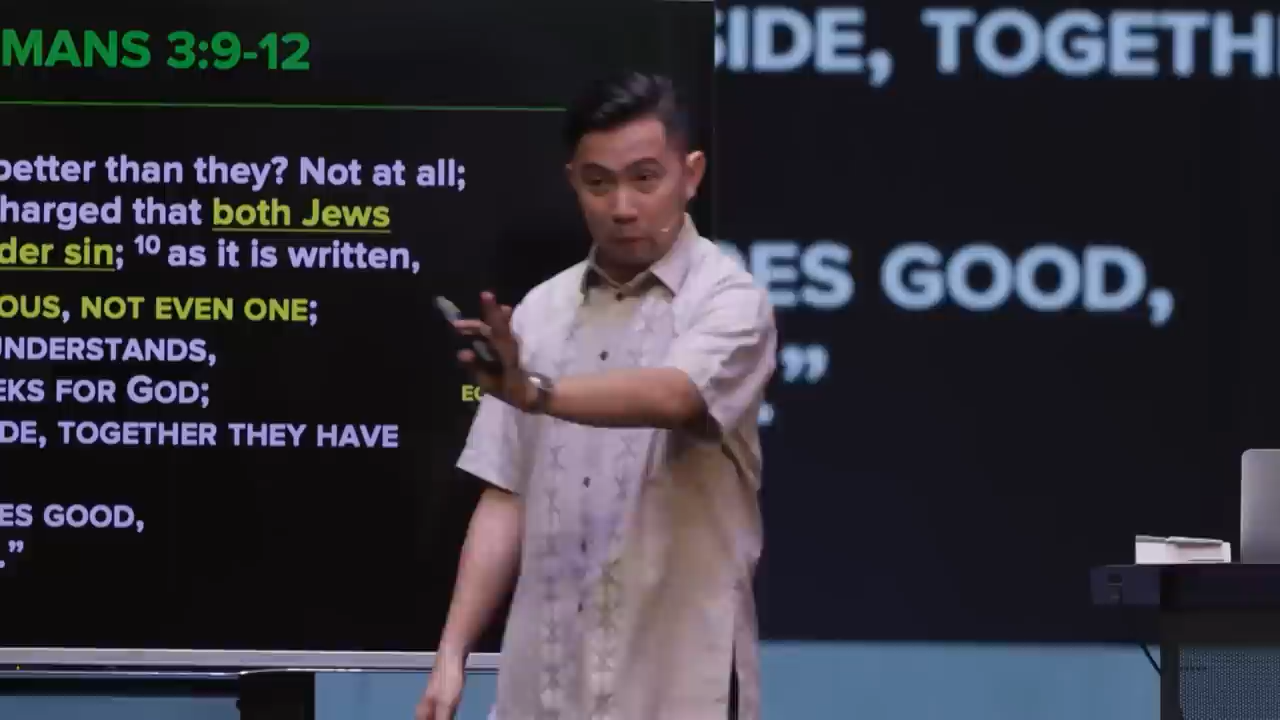 MANS 3:9-12
better than they? Not at all;
harged that both Jews
der sin; 10 as it is written,
OUS, NOT EVEN ONE;
UNDERSTANDS,
EKS FOR GOD;
DE, TOGETHER THEY HAVE
ES GOOD,
.”
SIDE, TOGETH
ES GOOD,
”